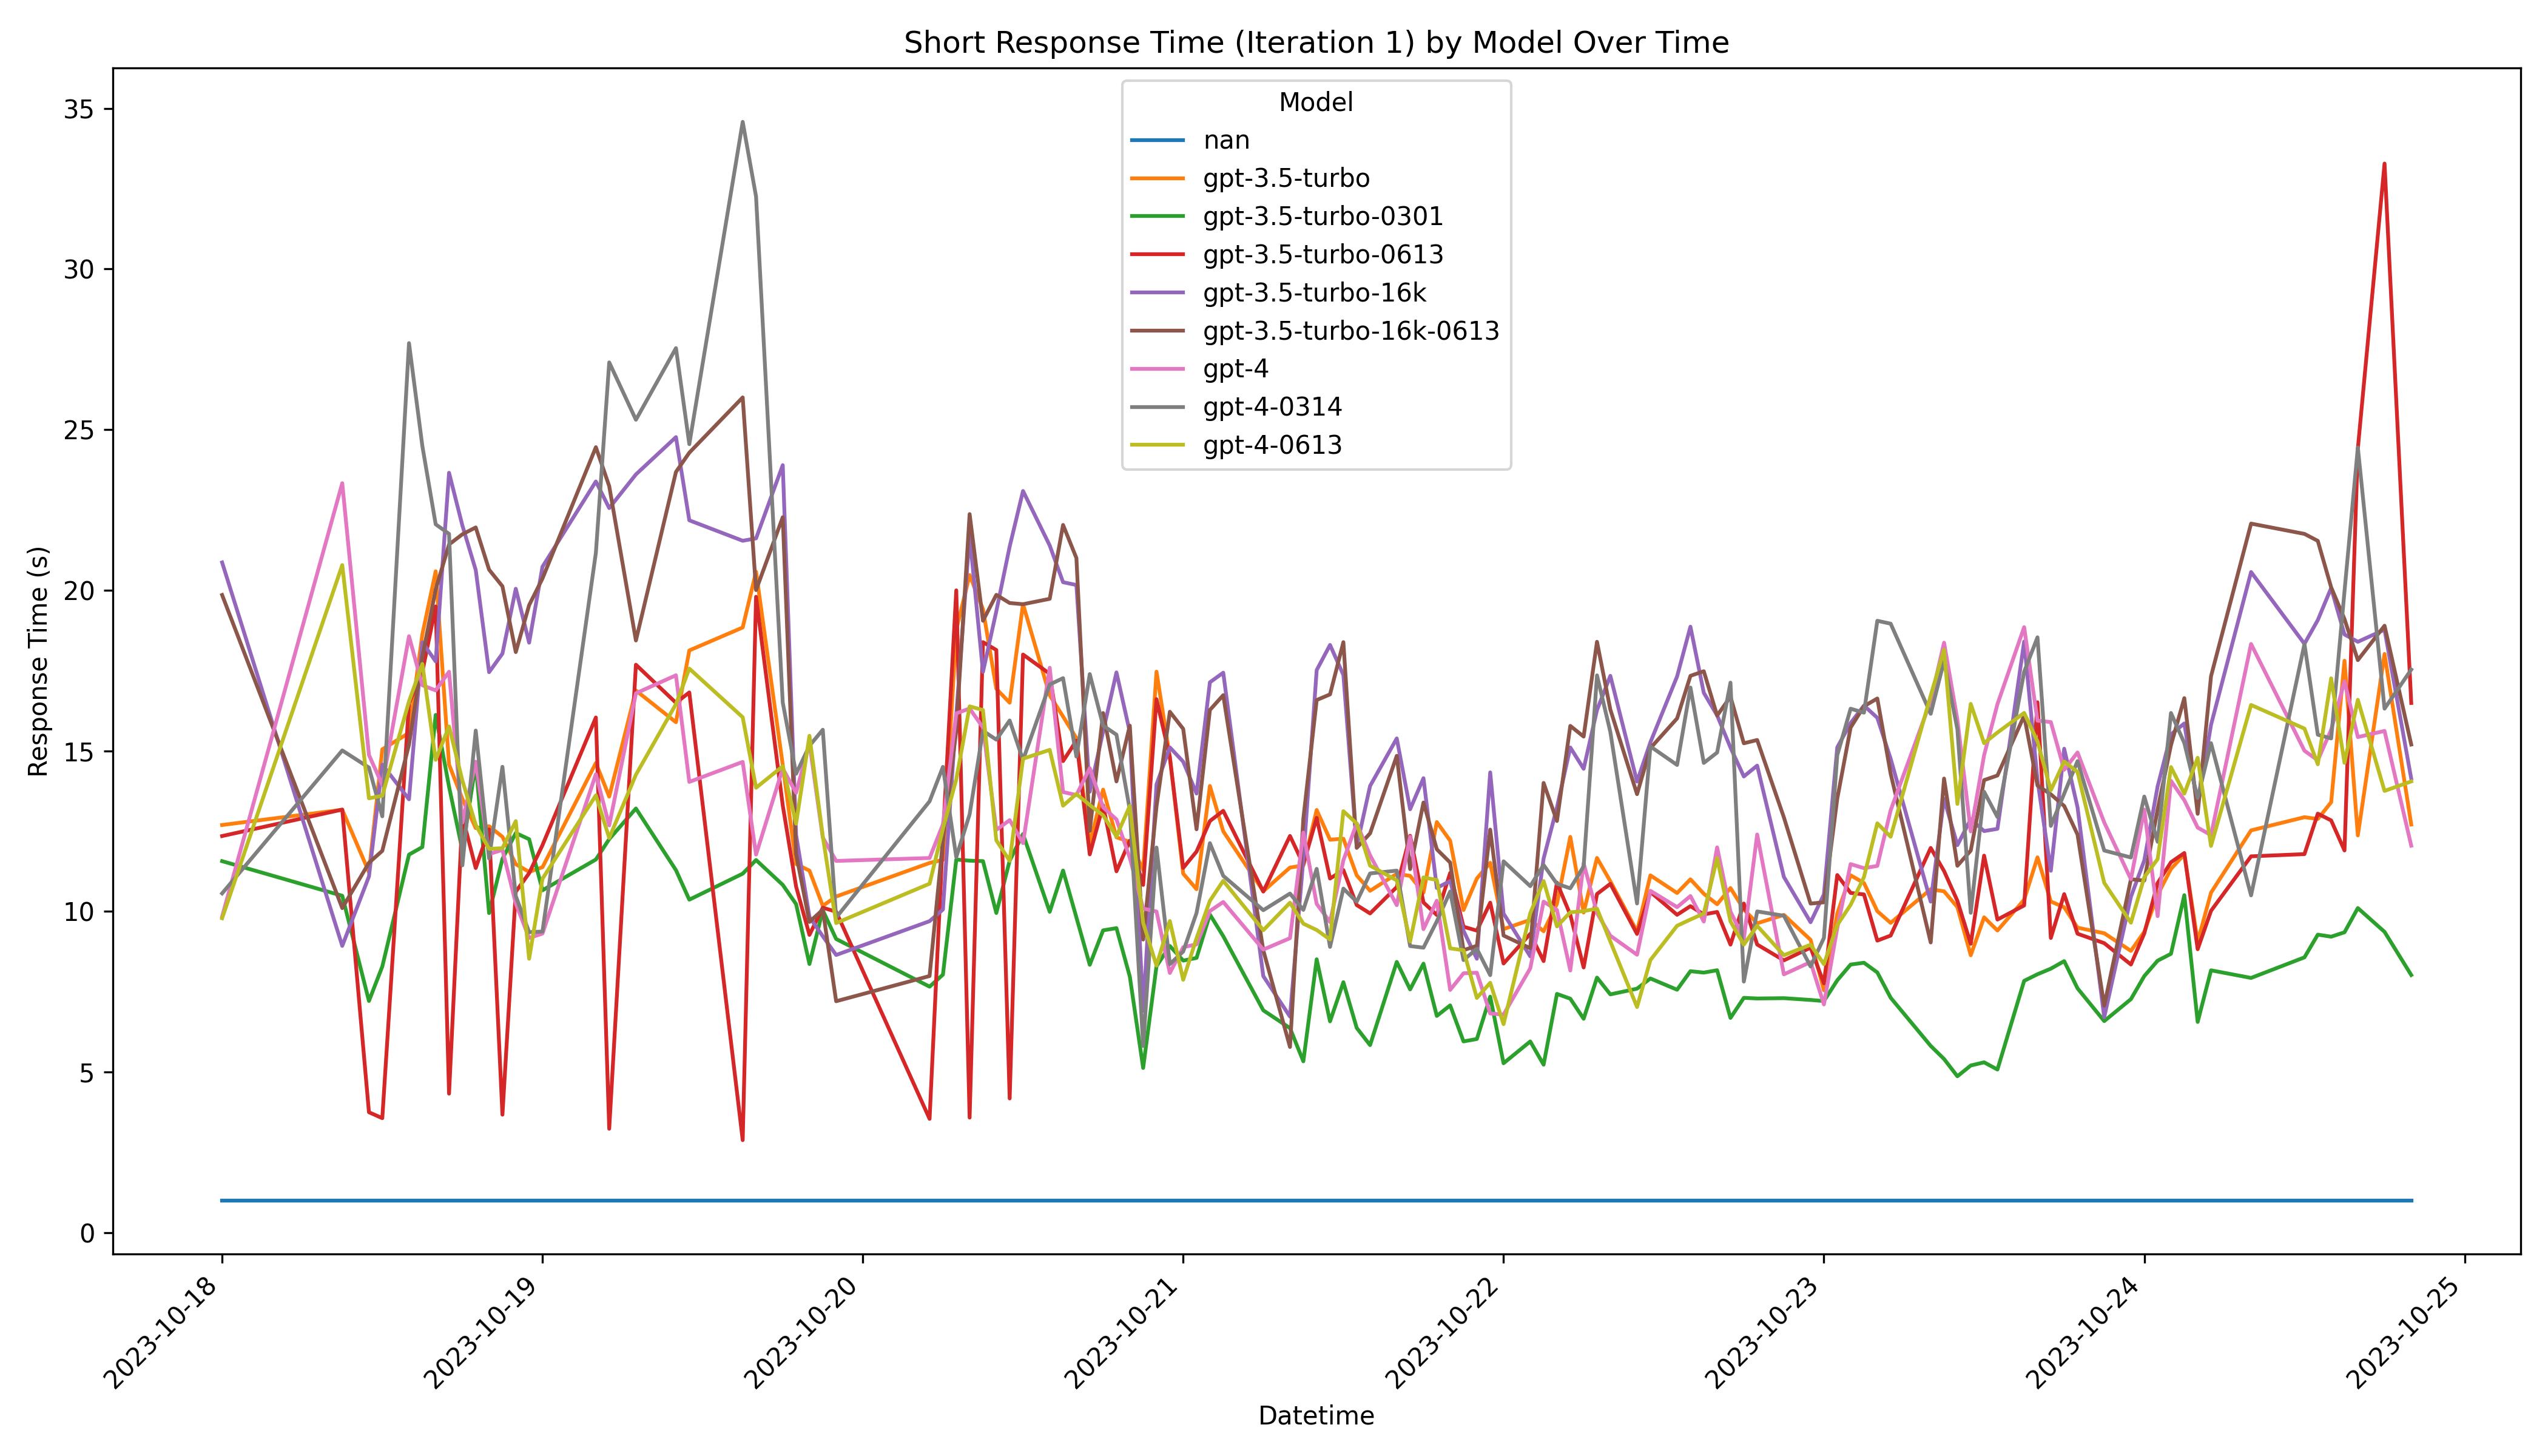 Short Response Time (Iteration 1) by Model Over Time
Model
nan
gpt-3.5-turbo
gpt-3.5-turbo-0301
gpt-3.5-turbo-0613
gpt-3.5-turbo-16k
gpt-3.5-turbo-16k-0613
gpt-4
gpt-4-0314
gpt-4-0613
Response Time (s)
35
30
25
20
15
10
5
0
2023-10-18
2023-10-19
2023-10-20
2023-10-21
2023-10-22
2023-10-23
2023-10-24
2023-10-25
Datetime